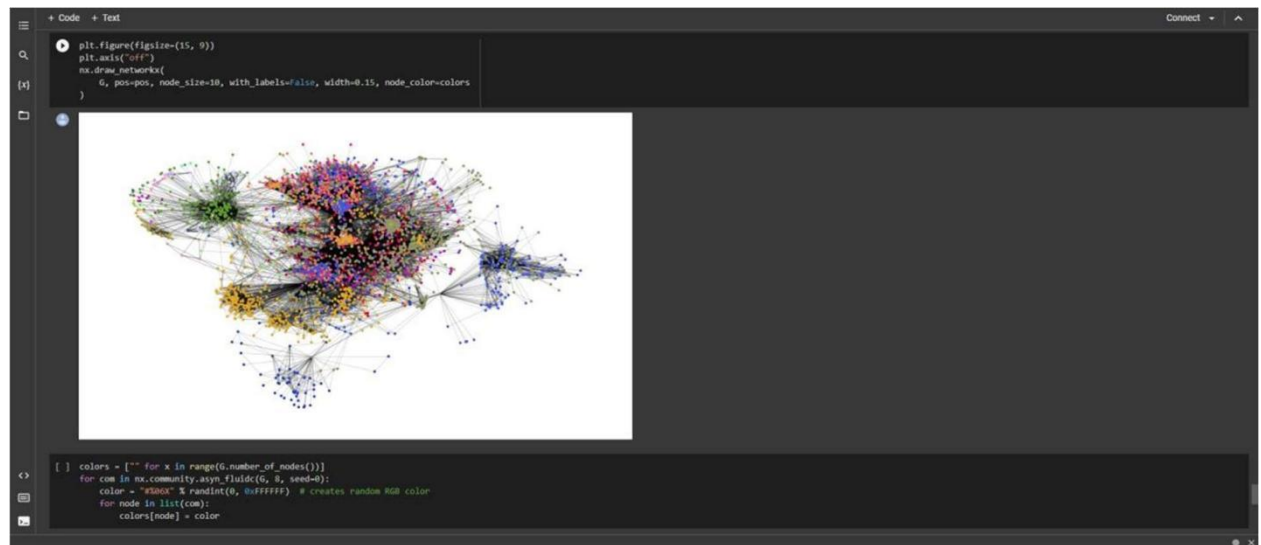 + Code + Text
Connect
plt.figure(figsize=(15, 9))
plt.axis("off")
nx.draw_networkx(
    G, pos=pos, node_size=10, with_labels=False, width=0.15, node_color=colors
)
{x}
[ ] colors = ["" for x in range(G.number_of_nodes())]
for com in nx.community.asyn_fluidc(G, 8, seed=0):
    color = "#%06X" % randint(0, 0xFFFFFF)  # creates random RGB color
    for node in list(com):
        colors[node] = color